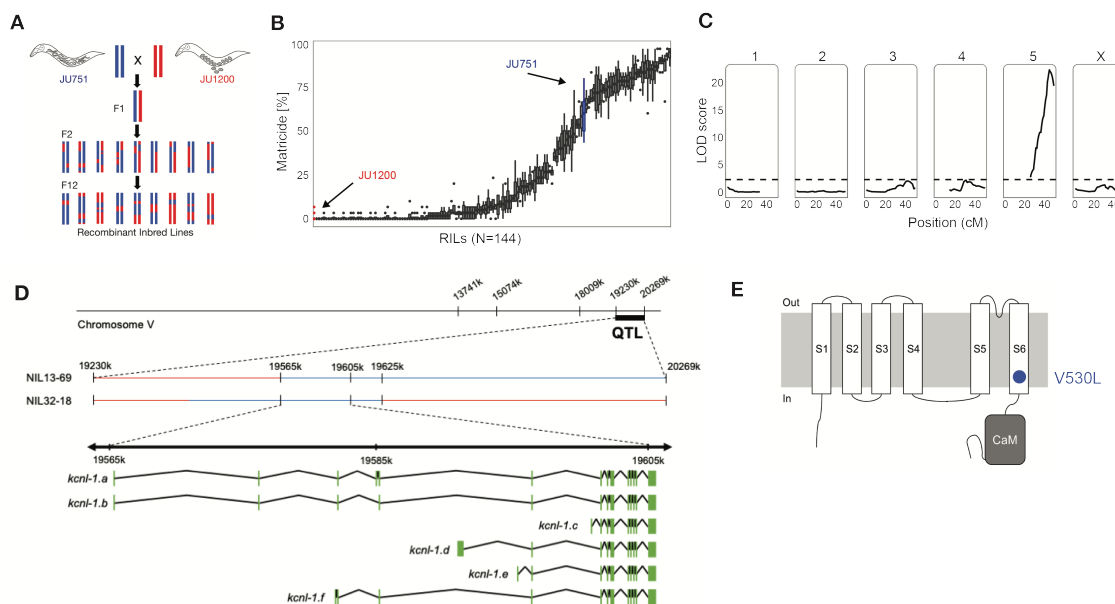 A
JU751
X
JU1200
F1
F2
F12
Recombinant Inbred Lines
B
100
75
50
25
0
Matricide [%]
JU751
JU1200
RILs (N=144)
C
1 2 3 4 5 X
20
15
10
5
0
LOD score
0 20 40 0 20 40 0 20 40 0 20 40 0 20 40 0 20 40
Position (cM)
D
13741k 15074k 18009k 19230k 20269k
Chromosome V
QTL
19230k 19565k 19605k 19625k 20269k
NIL13-69
NIL32-18
19565k 19585k 19605k
kcnl-1.a
kcnl-1.b
kcnl-1.c
kcnl-1.d
kcnl-1.e
kcnl-1.f
E
Out
S1 S2 S3 S4 S5 S6
V530L
In
CaM